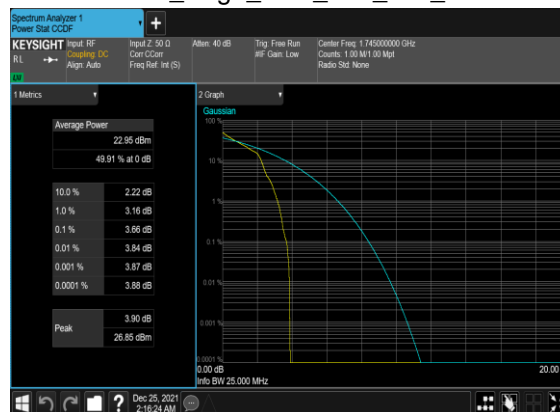 Spectrum Analyzer 1
Power Stat CCDF
+
KEYSIGHT
RL
Input: RF
Coupling: DC
Align: Auto
Input Z: 50 Ω
Corr CCorr
Freq Ref: Int (S)
Atten: 40 dB
Trig: Free Run
#IF Gain: Low
Center Freq: 1.745000000 GHz
Counts: 1.00 M/1.00 Mpt
Radio Std: None
1 Metrics
Average Power
22.95 dBm
49.91 % at 0 dB
10.0 % 2.22 dB
1.0 % 3.16 dB
0.1 % 3.66 dB
0.01 % 3.84 dB
0.001 % 3.87 dB
0.0001 % 3.88 dB
Peak
3.90 dB
26.85 dBm
2 Graph
Gaussian
100 %
10 %
1 %
0.1 %
0.01 %
0.001 %
0.0001 %
0.00 dB
20.00
Info BW 25.000 MHz
?
Dec 25, 2021
2:16:24 AM